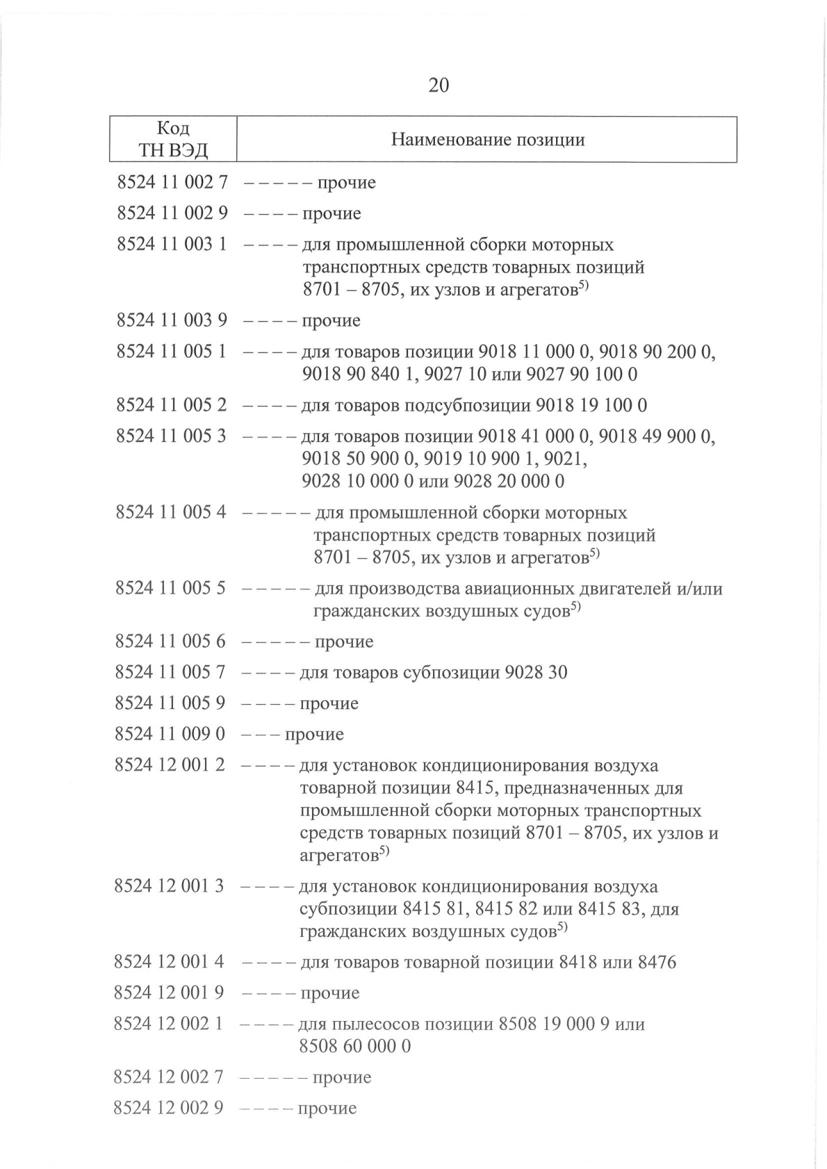 20
Код
ТН ВЭД
Наименование позиции
8524 11 002 7 – – – – – прочие
8524 11 002 9 – – – – прочие
8524 11 003 1 – – – – для промышленной сборки моторных
транспортных средств товарных позиций
8701 – 8705, их узлов и агрегатов⁵⁾
8524 11 003 9 – – – – прочие
8524 11 005 1 – – – – для товаров позиции 9018 11 000 0, 9018 90 200 0,
9018 90 840 1, 9027 10 или 9027 90 100 0
8524 11 005 2 – – – – для товаров подсубпозиции 9018 19 100 0
8524 11 005 3 – – – – для товаров позиции 9018 41 000 0, 9018 49 900 0,
9018 50 900 0, 9019 10 900 1, 9021,
9028 10 000 0 или 9028 20 000 0
8524 11 005 4 – – – – – для промышленной сборки моторных
транспортных средств товарных позиций
8701 – 8705, их узлов и агрегатов⁵⁾
8524 11 005 5 – – – – – для производства авиационных двигателей и/или
гражданских воздушных судов⁵⁾
8524 11 005 6 – – – – – прочие
8524 11 005 7 – – – – для товаров субпозиции 9028 30
8524 11 005 9 – – – – прочие
8524 11 009 0 – – – прочие
8524 12 001 2 – – – – для установок кондиционирования воздуха
товарной позиции 8415, предназначенных для
промышленной сборки моторных транспортных
средств товарных позиций 8701 – 8705, их узлов и
агрегатов⁵⁾
8524 12 001 3 – – – – для установок кондиционирования воздуха
субпозиции 8415 81, 8415 82 или 8415 83, для
гражданских воздушных судов⁵⁾
8524 12 001 4 – – – – для товаров товарной позиции 8418 или 8476
8524 12 001 9 – – – – прочие
8524 12 002 1 – – – – для пылесосов позиции 8508 19 000 9 или
8508 60 000 0
8524 12 002 7 – – – – – прочие
8524 12 002 9 – – – – прочие